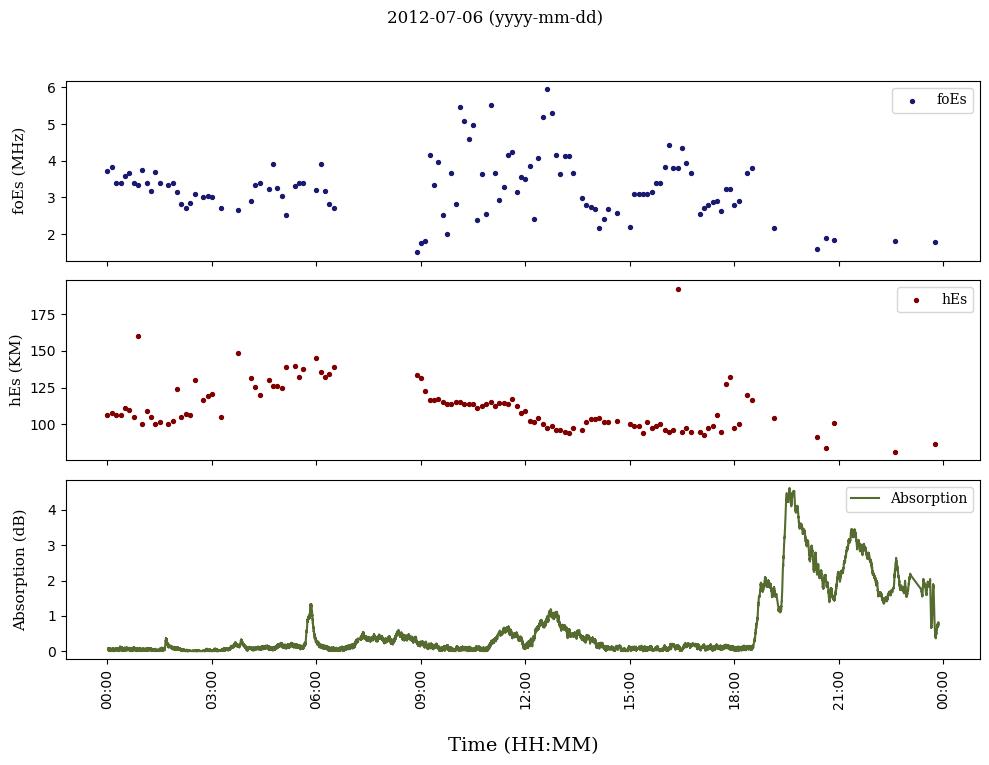 2012-07-06 (yyyy-mm-dd)
foEs (MHz)
6
5
4
3
2
foEs
hEs (KM)
175
150
125
100
hEs
Absorption (dB)
4
3
2
1
0
Absorption
00:00 03:00 06:00 09:00 12:00 15:00 18:00 21:00 00:00
Time (HH:MM)